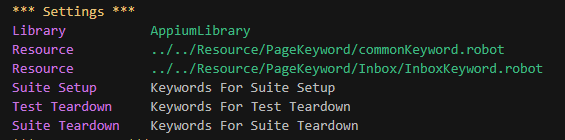 *** Settings ***
Library AppiumLibrary
Resource ../../Resource/PageKeyword/commonKeyword.robot
Resource ../../Resource/PageKeyword/Inbox/InboxKeyword.robot
Suite Setup Keywords For Suite Setup
Test Teardown Keywords For Test Teardown
Suite Teardown Keywords For Suite Teardown